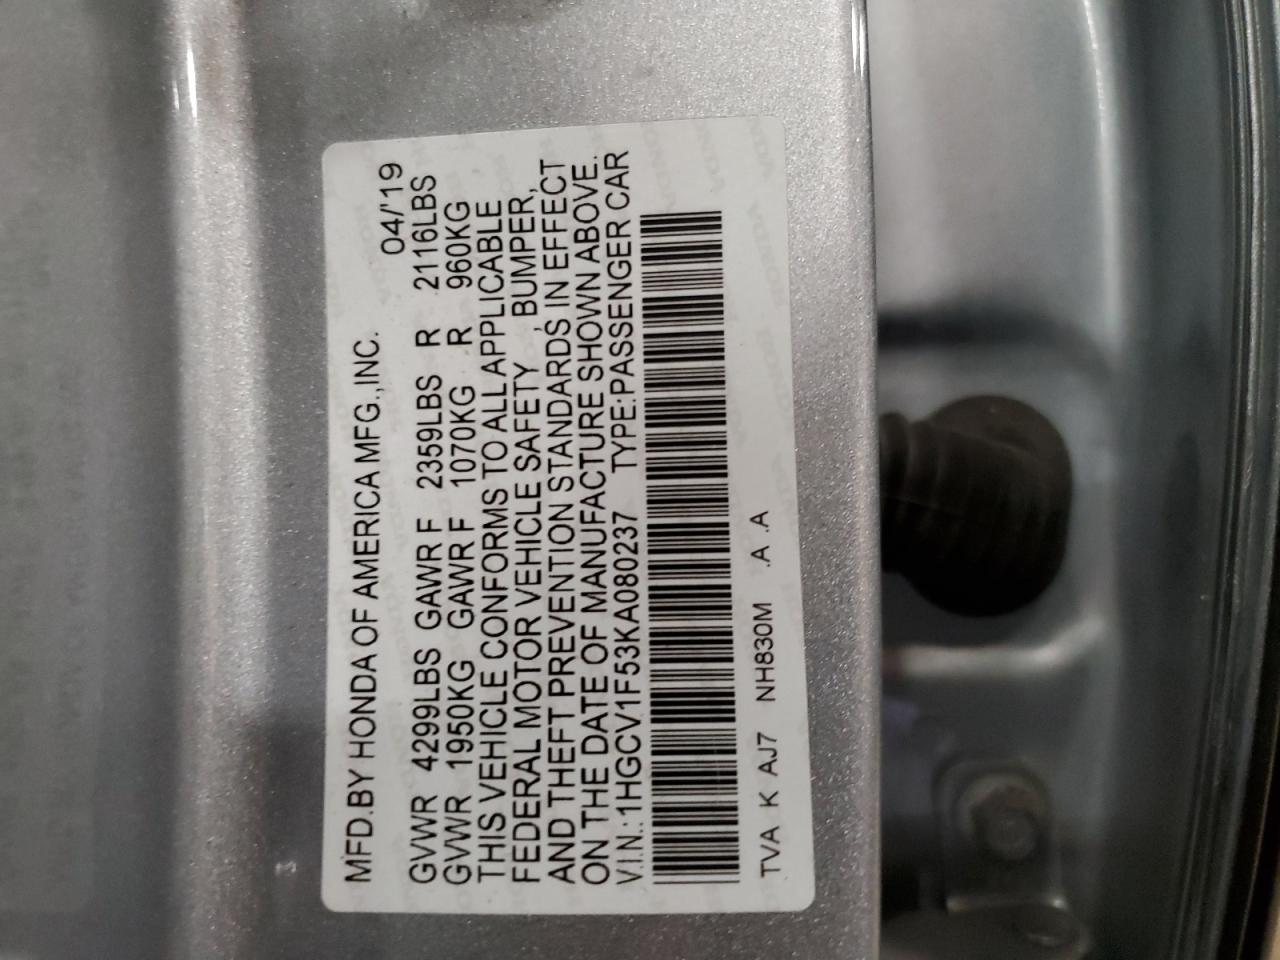 MFD.BY HONDA OF AMERICA MFG.,INC. 04/'19
GVWR 4299LBS GAWR F 2359LBS R 2116LBS
GVWR 1950KG GAWR F 1070KG R 960KG
THIS VEHICLE CONFORMS TO ALL APPLICABLE
FEDERAL MOTOR VEHICLE SAFETY, BUMPER,
AND THEFT PREVENTION STANDARDS IN EFFECT
ON THE DATE OF MANUFACTURE SHOWN ABOVE.
V.I.N.:1HGCV1F53KA080237 TYPE:PASSENGER CAR
TVA K AJ7 NH830M .A .A